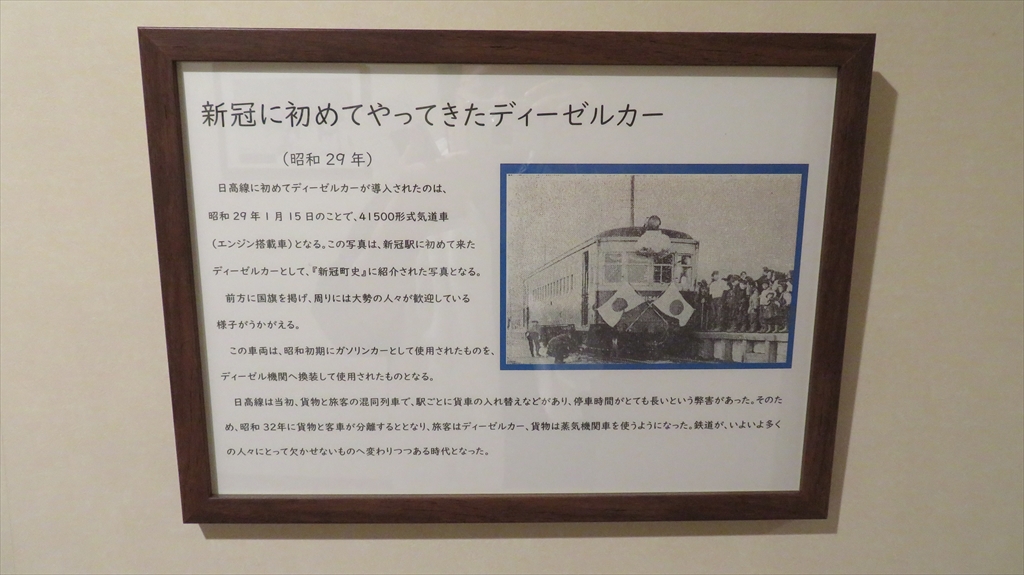 新冠に初めてやってきたディーゼルカー
（昭和 29 年）
日高線に初めてディーゼルカーが導入されたのは、
昭和 29 年 1 月 15 日のことで、41500形式気道車
（エンジン搭載車）となる。この写真は、新冠駅に初めて来た
ディーゼルカーとして、『新冠町史』に紹介された写真となる。
前方に国旗を掲げ、周りには大勢の人々が歓迎している
様子がうかがえる。
この車両は、昭和初期にガソリンカーとして使用されたものを、
ディーゼル機関へ換装して使用されたものとなる。
日高線は当初、貨物と旅客の混同列車で、駅ごとに貨車の入れ替えなどがあり、停車時間がとても長いという弊害があった。そのた
め、昭和 32年に貨物と客車が分離するととなり、旅客はディーゼルカー、貨物は蒸気機関車を使うようになった。鉄道が、いよいよ多く
の人々にとって欠かせないものへ変わりつつある時代となった。